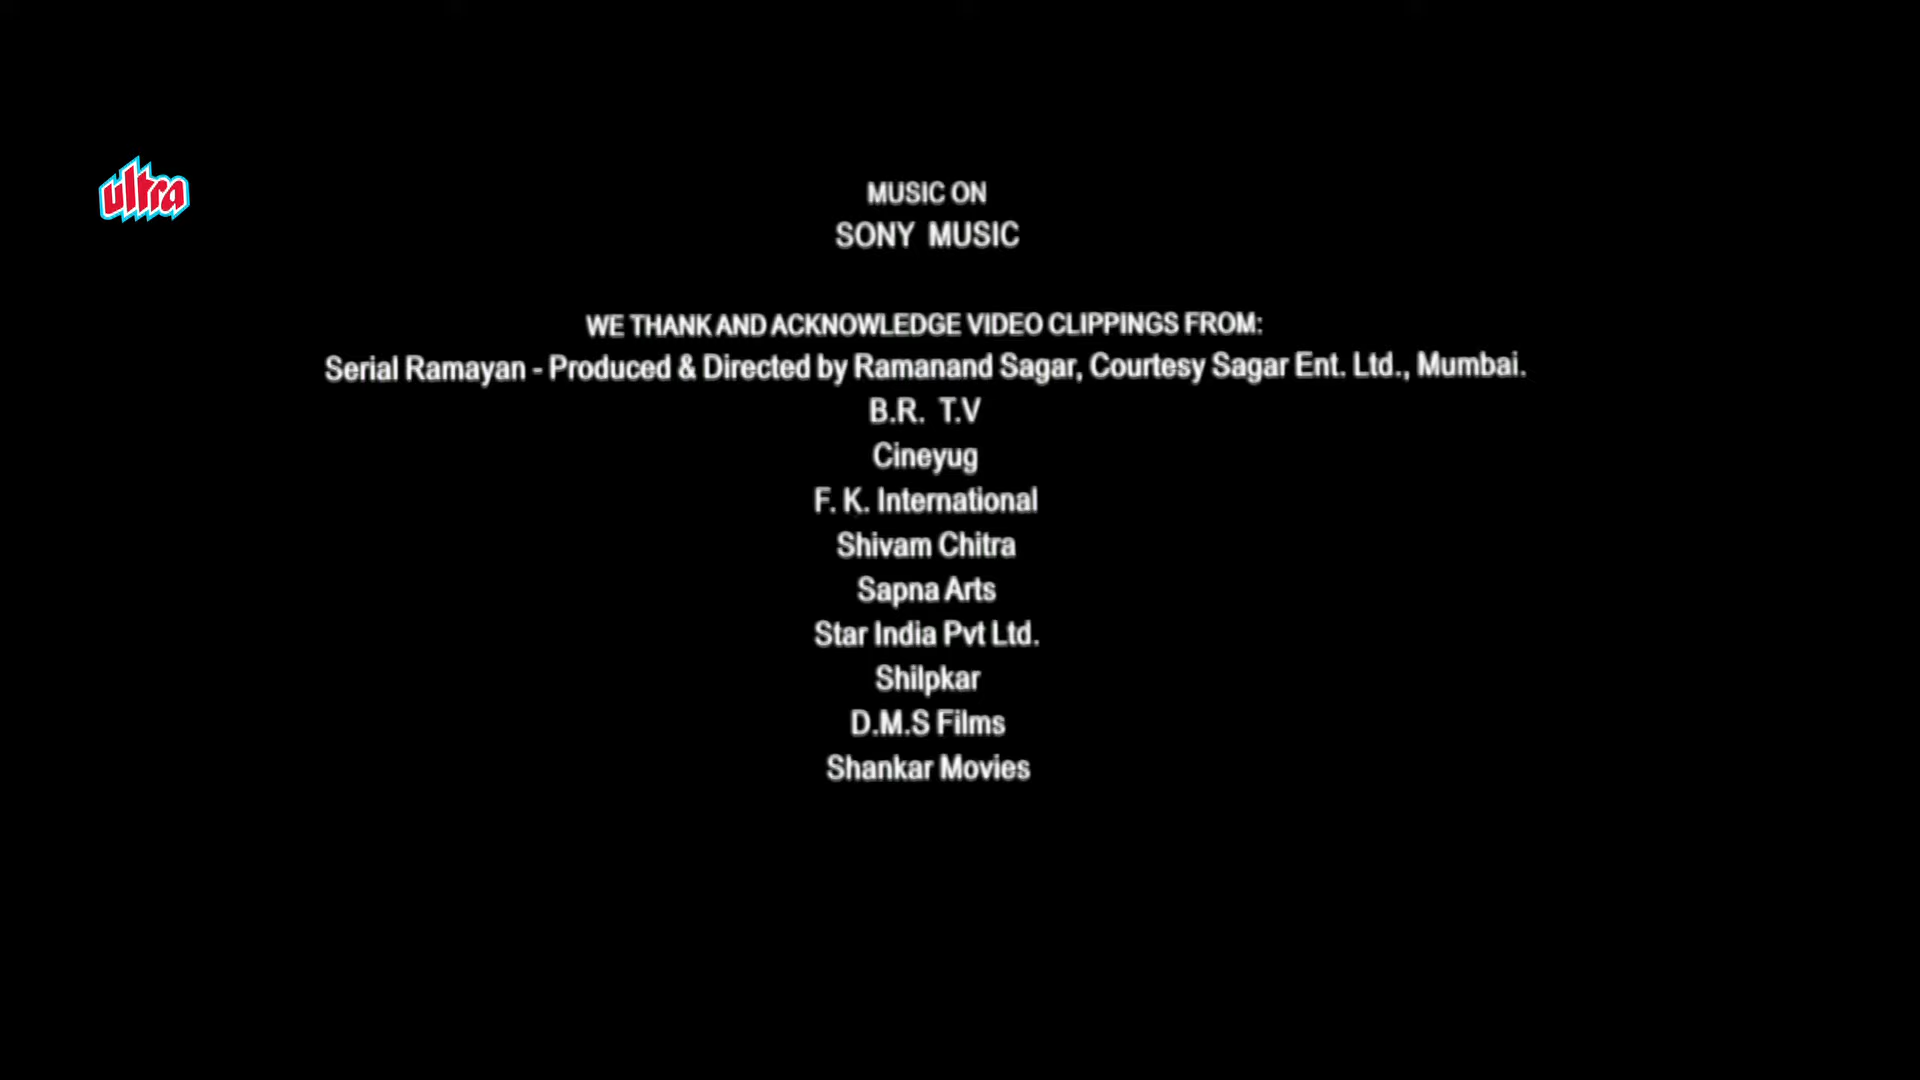 ultra
MUSIC ON
SONY MUSIC
WE THANK AND ACKNOWLEDGE VIDEO CLIPPINGS FROM:
Serial Ramayan - Produced & Directed by Ramanand Sagar, Courtesy Sagar Ent. Ltd., Mumbai.
B.R. T.V
Cineyug
F. K. International
Shivam Chitra
Sapna Arts
Star India Pvt Ltd.
Shilpkar
D.M.S Films
Shankar Movies